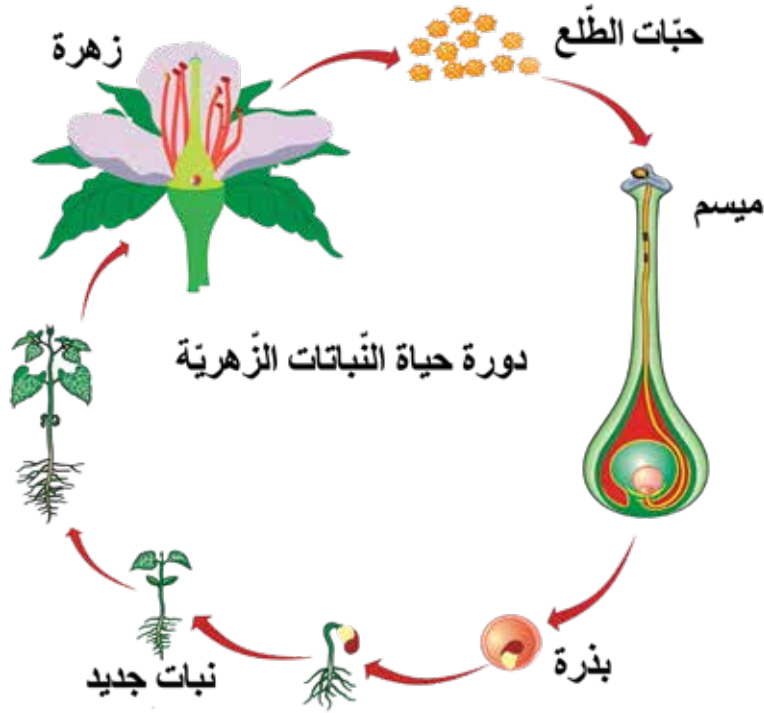 زهرة
حبّات الطّلع
ميسم
دورة حياة النّباتات الزّهريّة
بذرة
نبات جديد